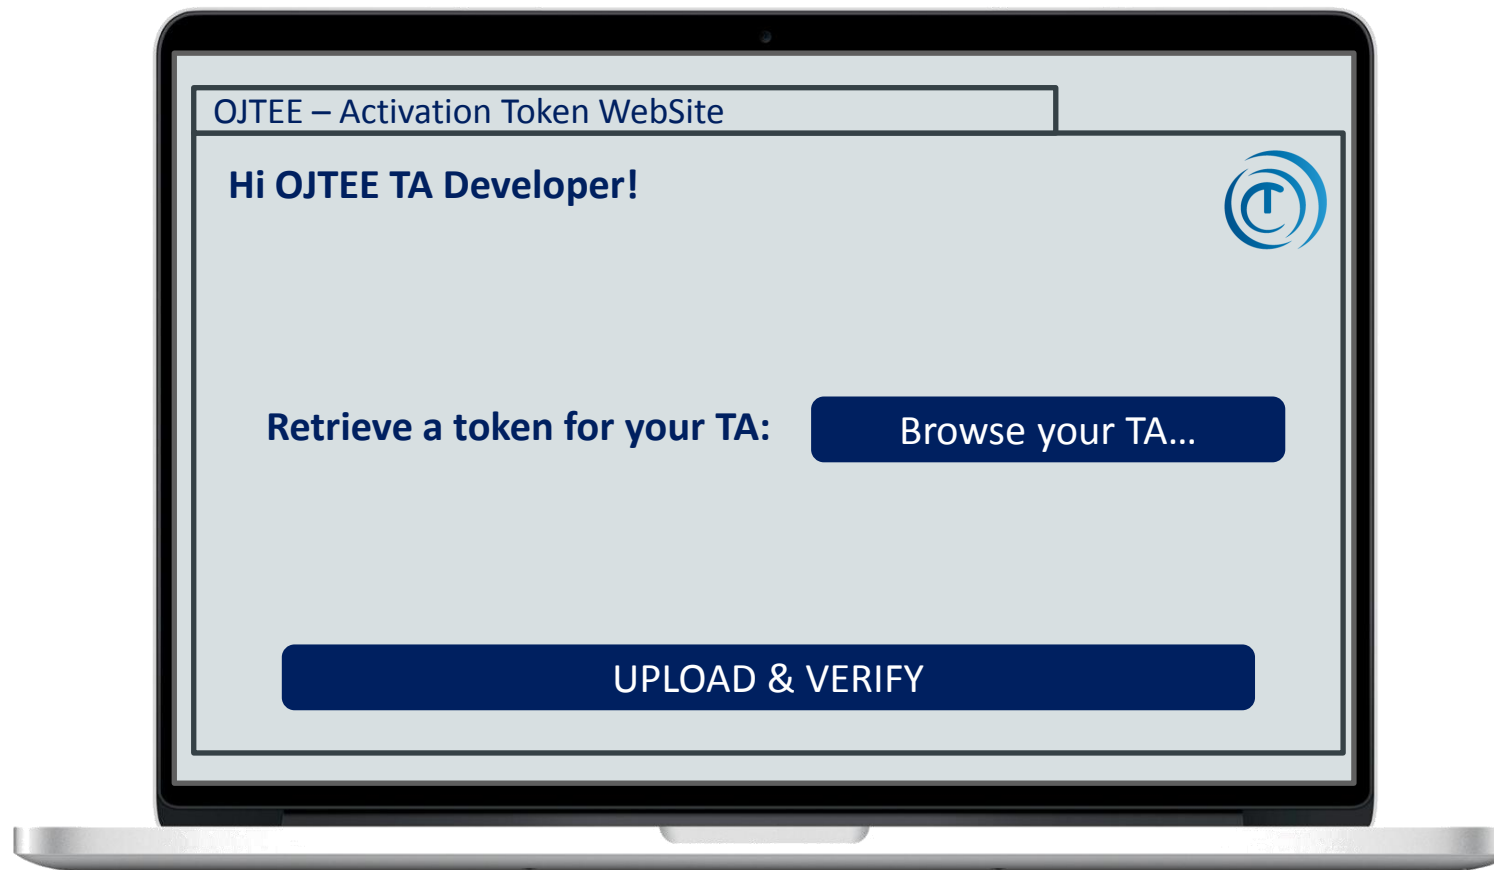 OJTEE – Activation Token WebSite
Hi OJTEE TA Developer!
Retrieve a token for your TA:
Browse your TA…
UPLOAD & VERIFY